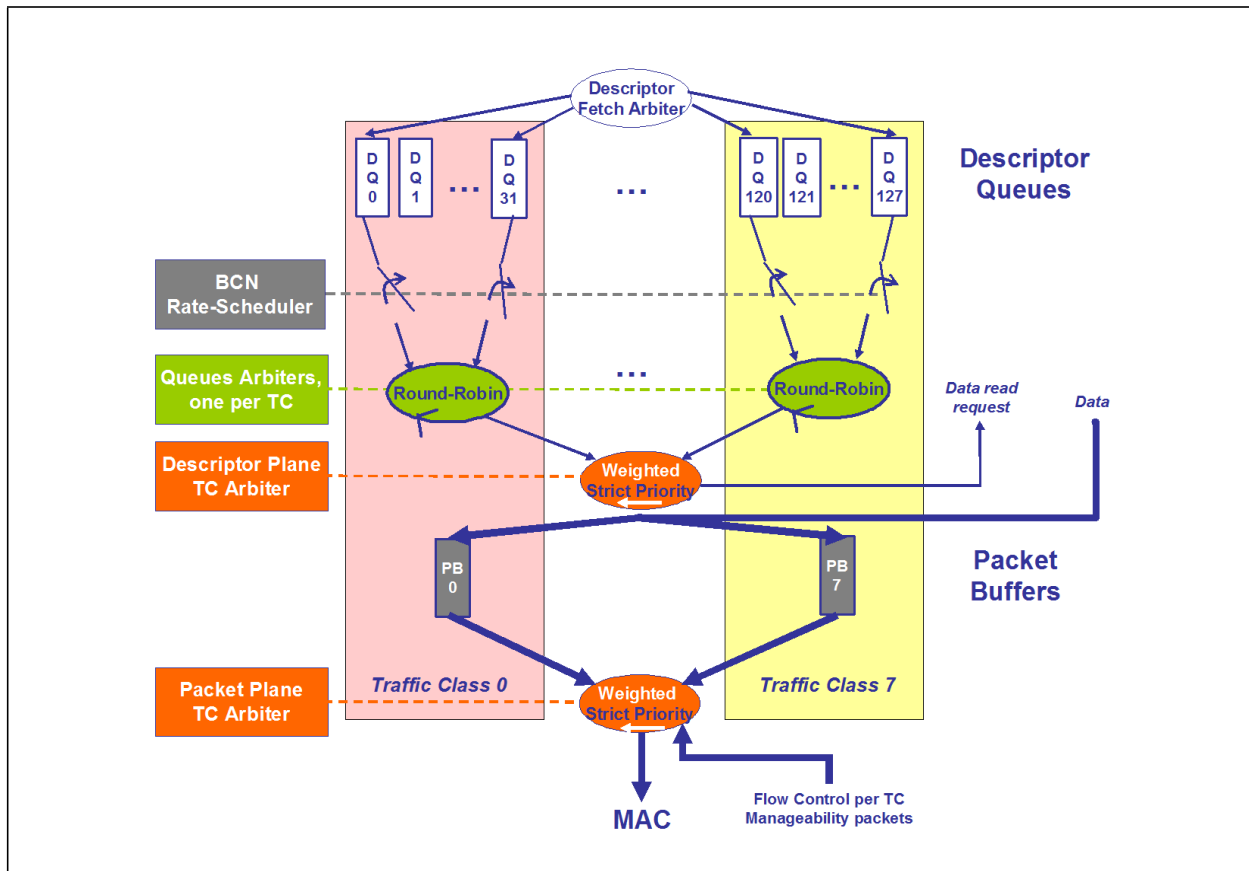 Descriptor
Fetch Arbiter
D
Q
0
D
Q
1
...
D
Q
31
...
D
Q
120
D
Q
121
...
D
Q
127
Descriptor
Queues
BCN
Rate-Scheduler
Queues Arbiters,
one per TC
Round-Robin
...
Round-Robin
Data read
request
Data
Descriptor Plane
TC Arbiter
Weighted
Strict Priority
PB
0
PB
7
Packet
Buffers
Packet Plane
TC Arbiter
Traffic Class 0
Weighted
Strict Priority
Traffic Class 7
MAC
Flow Control per TC
Manageability packets